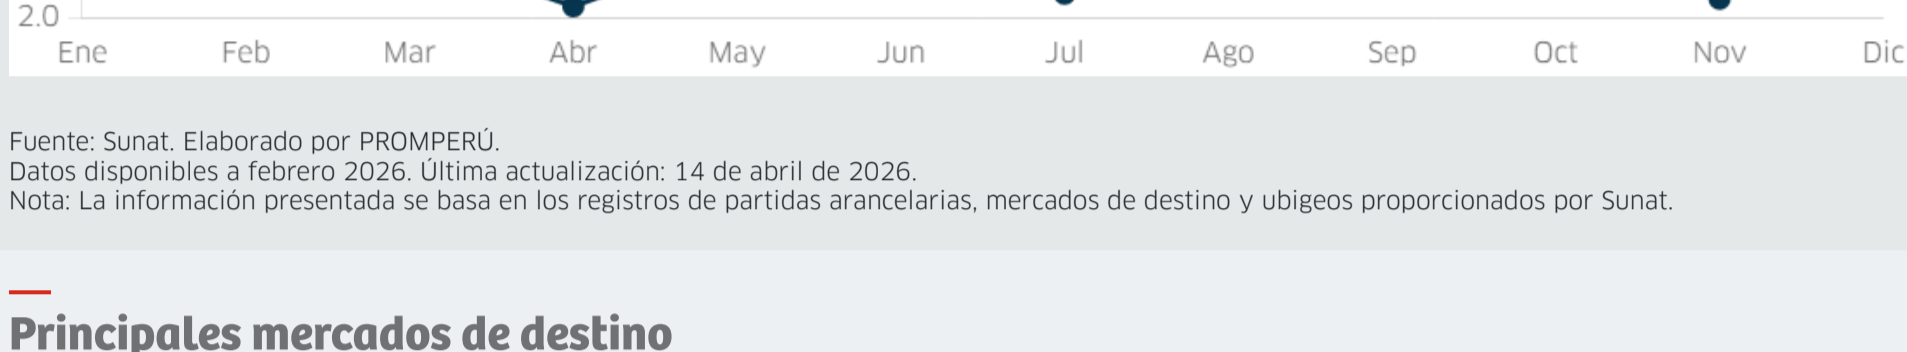 2.0
Ene Feb Mar Abr May Jun Jul Ago Sep Oct Nov Dic
Fuente: Sunat. Elaborado por PROMPERÚ.
Datos disponibles a febrero 2026. Última actualización: 14 de abril de 2026.
Nota: La información presentada se basa en los registros de partidas arancelarias, mercados de destino y ubigeos proporcionados por Sunat.
Principales mercados de destino